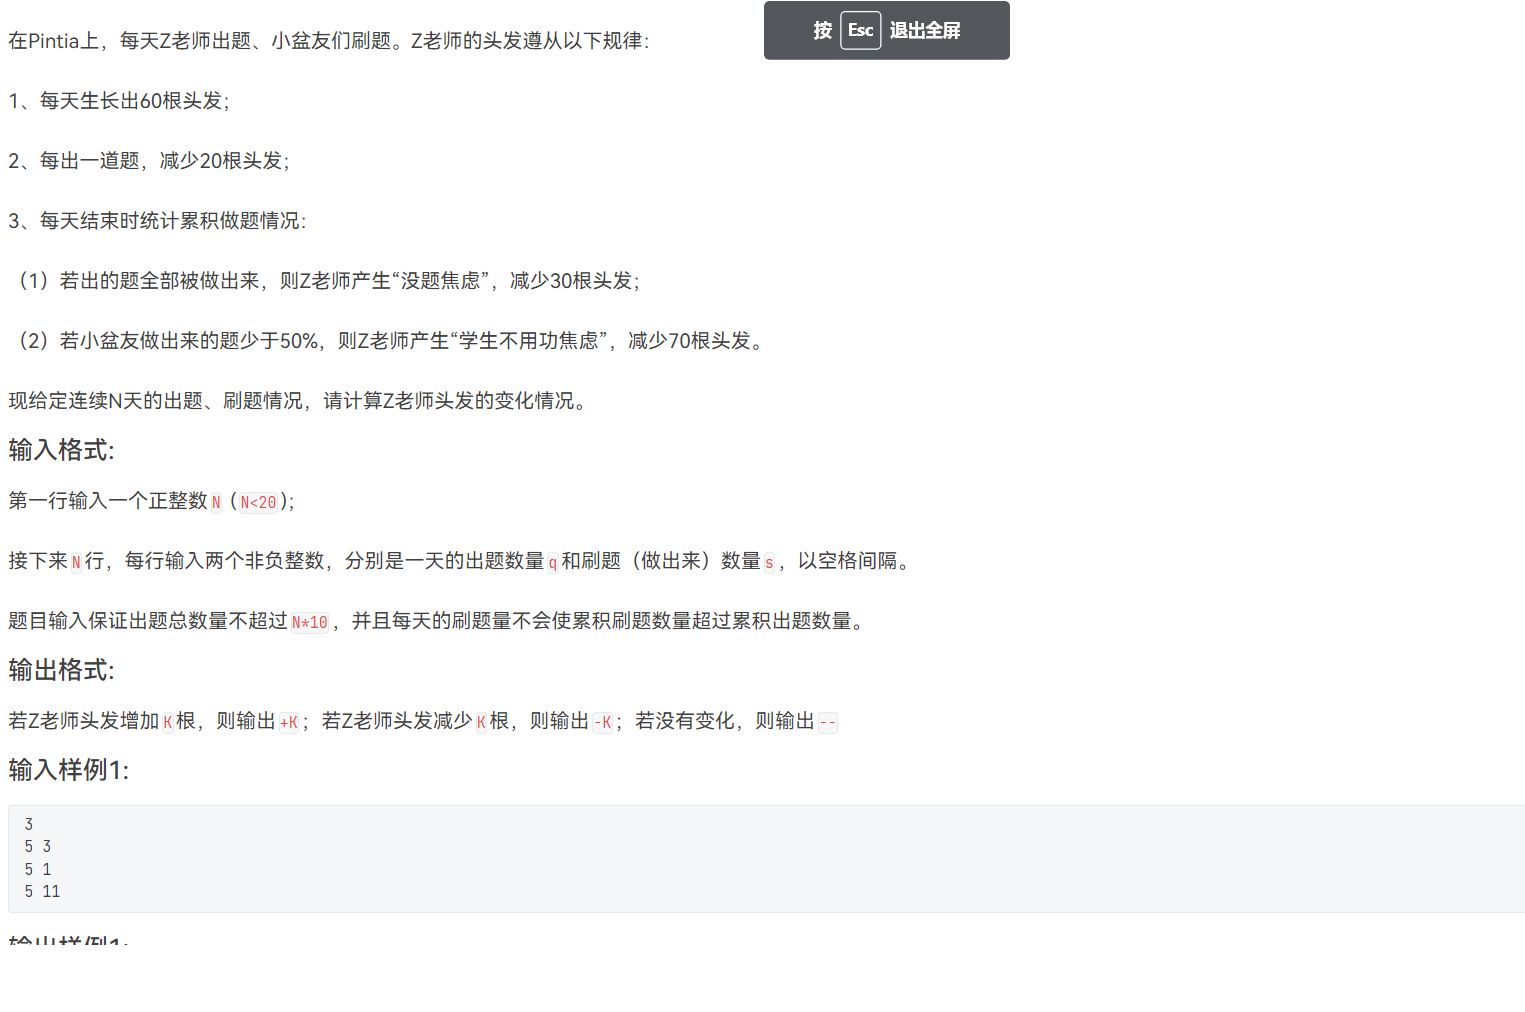 按 Esc 退出全屏
在Pintia上，每天Z老师出题、小盆友们刷题。Z老师的头发遵从以下规律：
1、每天生长出60根头发；
2、每出一道题，减少20根头发；
3、每天结束时统计累积做题情况：
（1）若出的题全部被做出来，则Z老师产生“没题焦虑”，减少30根头发；
（2）若小盆友做出来的题少于50%，则Z老师产生“学生不用功焦虑”，减少70根头发。
现给定连续N天的出题、刷题情况，请计算Z老师头发的变化情况。
输入格式:
第一行输入一个正整数N（N<20）；
接下来N行，每行输入两个非负整数，分别是一天的出题数量q和刷题（做出来）数量s，以空格间隔。
题目输入保证出题总数量不超过N*10，并且每天的刷题量不会使累积刷题数量超过累积出题数量。
输出格式:
若Z老师头发增加K根，则输出+K；若Z老师头发减少K根，则输出-K；若没有变化，则输出--
输入样例1:
3
5 3
5 1
5 11
输出样例1: